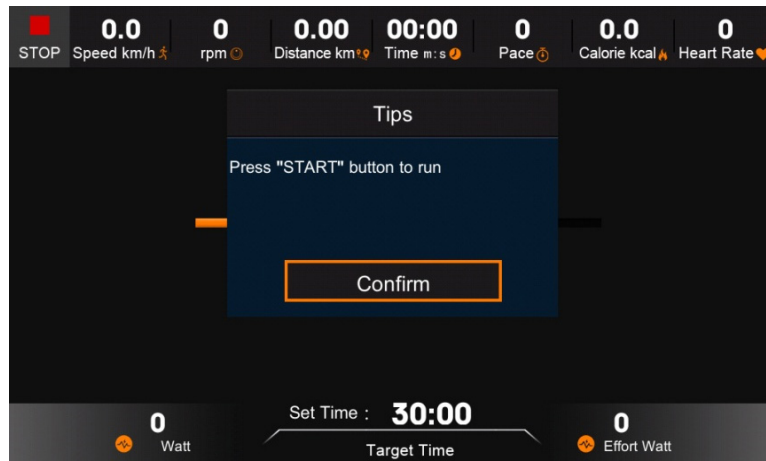 0.0 0 0.00 00:00 0 0.0 0
STOP Speed km/h rpm Distance km Time m:s Pace Calorie kcal Heart Rate
Tips
Press "START" button to run
Confirm
Set Time : 30:00
0 0
Watt Target Time Effort Watt